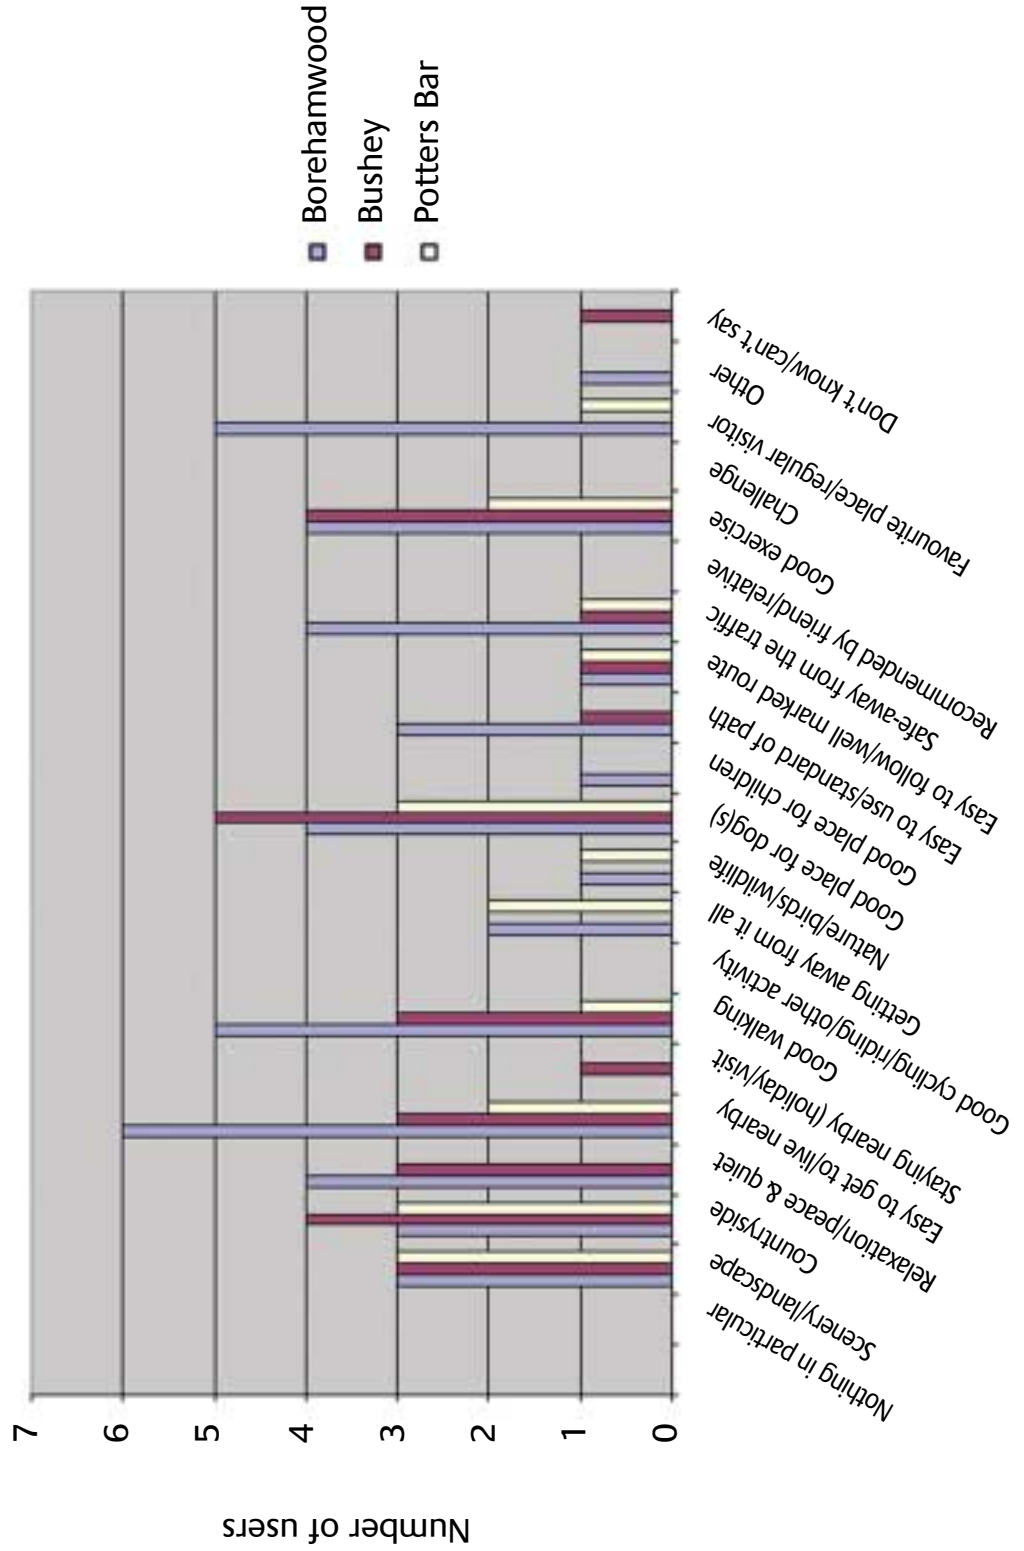 Number of users
7
6
5
4
3
2
1
0
Nothing in particular
Scenery/landscape
Countryside
Relaxation/peace & quiet
Easy to get to/live nearby
Staying nearby (holiday/visit
Good walking
Good cycling/riding/other activity
Getting away from it all
Nature/birds/wildlife
Good place for dog(s)
Good place for children
Easy to use/standard of path
Easy to follow/well marked route
Safe-away from the traffic
Recommended by friend/relative
Good exercise
Challenge
Favourite place/regular visitor
Other
Don't know/can't say
Borehamwood
Bushey
Potters Bar